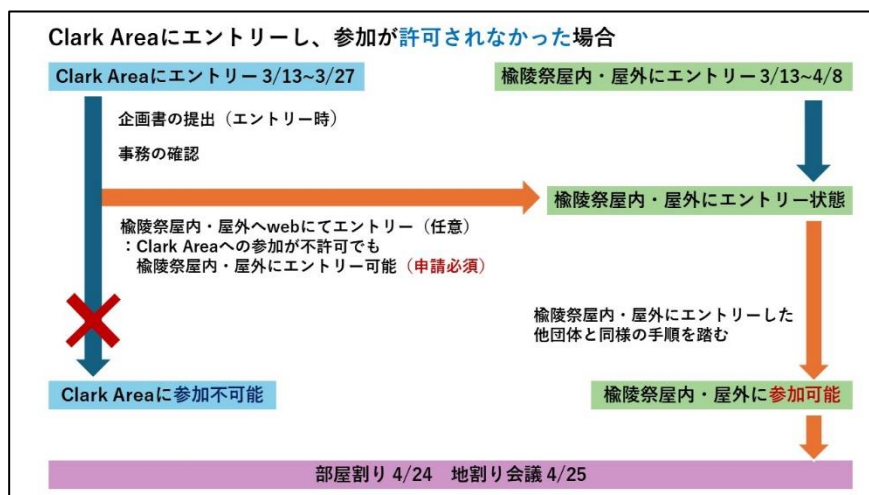 Clark Areaにエントリーし、参加が許可されなかった場合
Clark Areaにエントリー 3/13~3/27
楡陵祭屋内・屋外にエントリー 3/13~4/8
企画書の提出（エントリー時）
事務の確認
楡陵祭屋内・屋外にエントリー状態
楡陵祭屋内・屋外へwebにてエントリー（任意）
：Clark Areaへの参加が不許可でも
楡陵祭屋内・屋外にエントリー可能（申請必須）
楡陵祭屋内・屋外にエントリーした
他団体と同様の手順を踏む
Clark Areaに参加不可能
楡陵祭屋内・屋外に参加可能
部屋割り 4/24　地割り会議 4/25